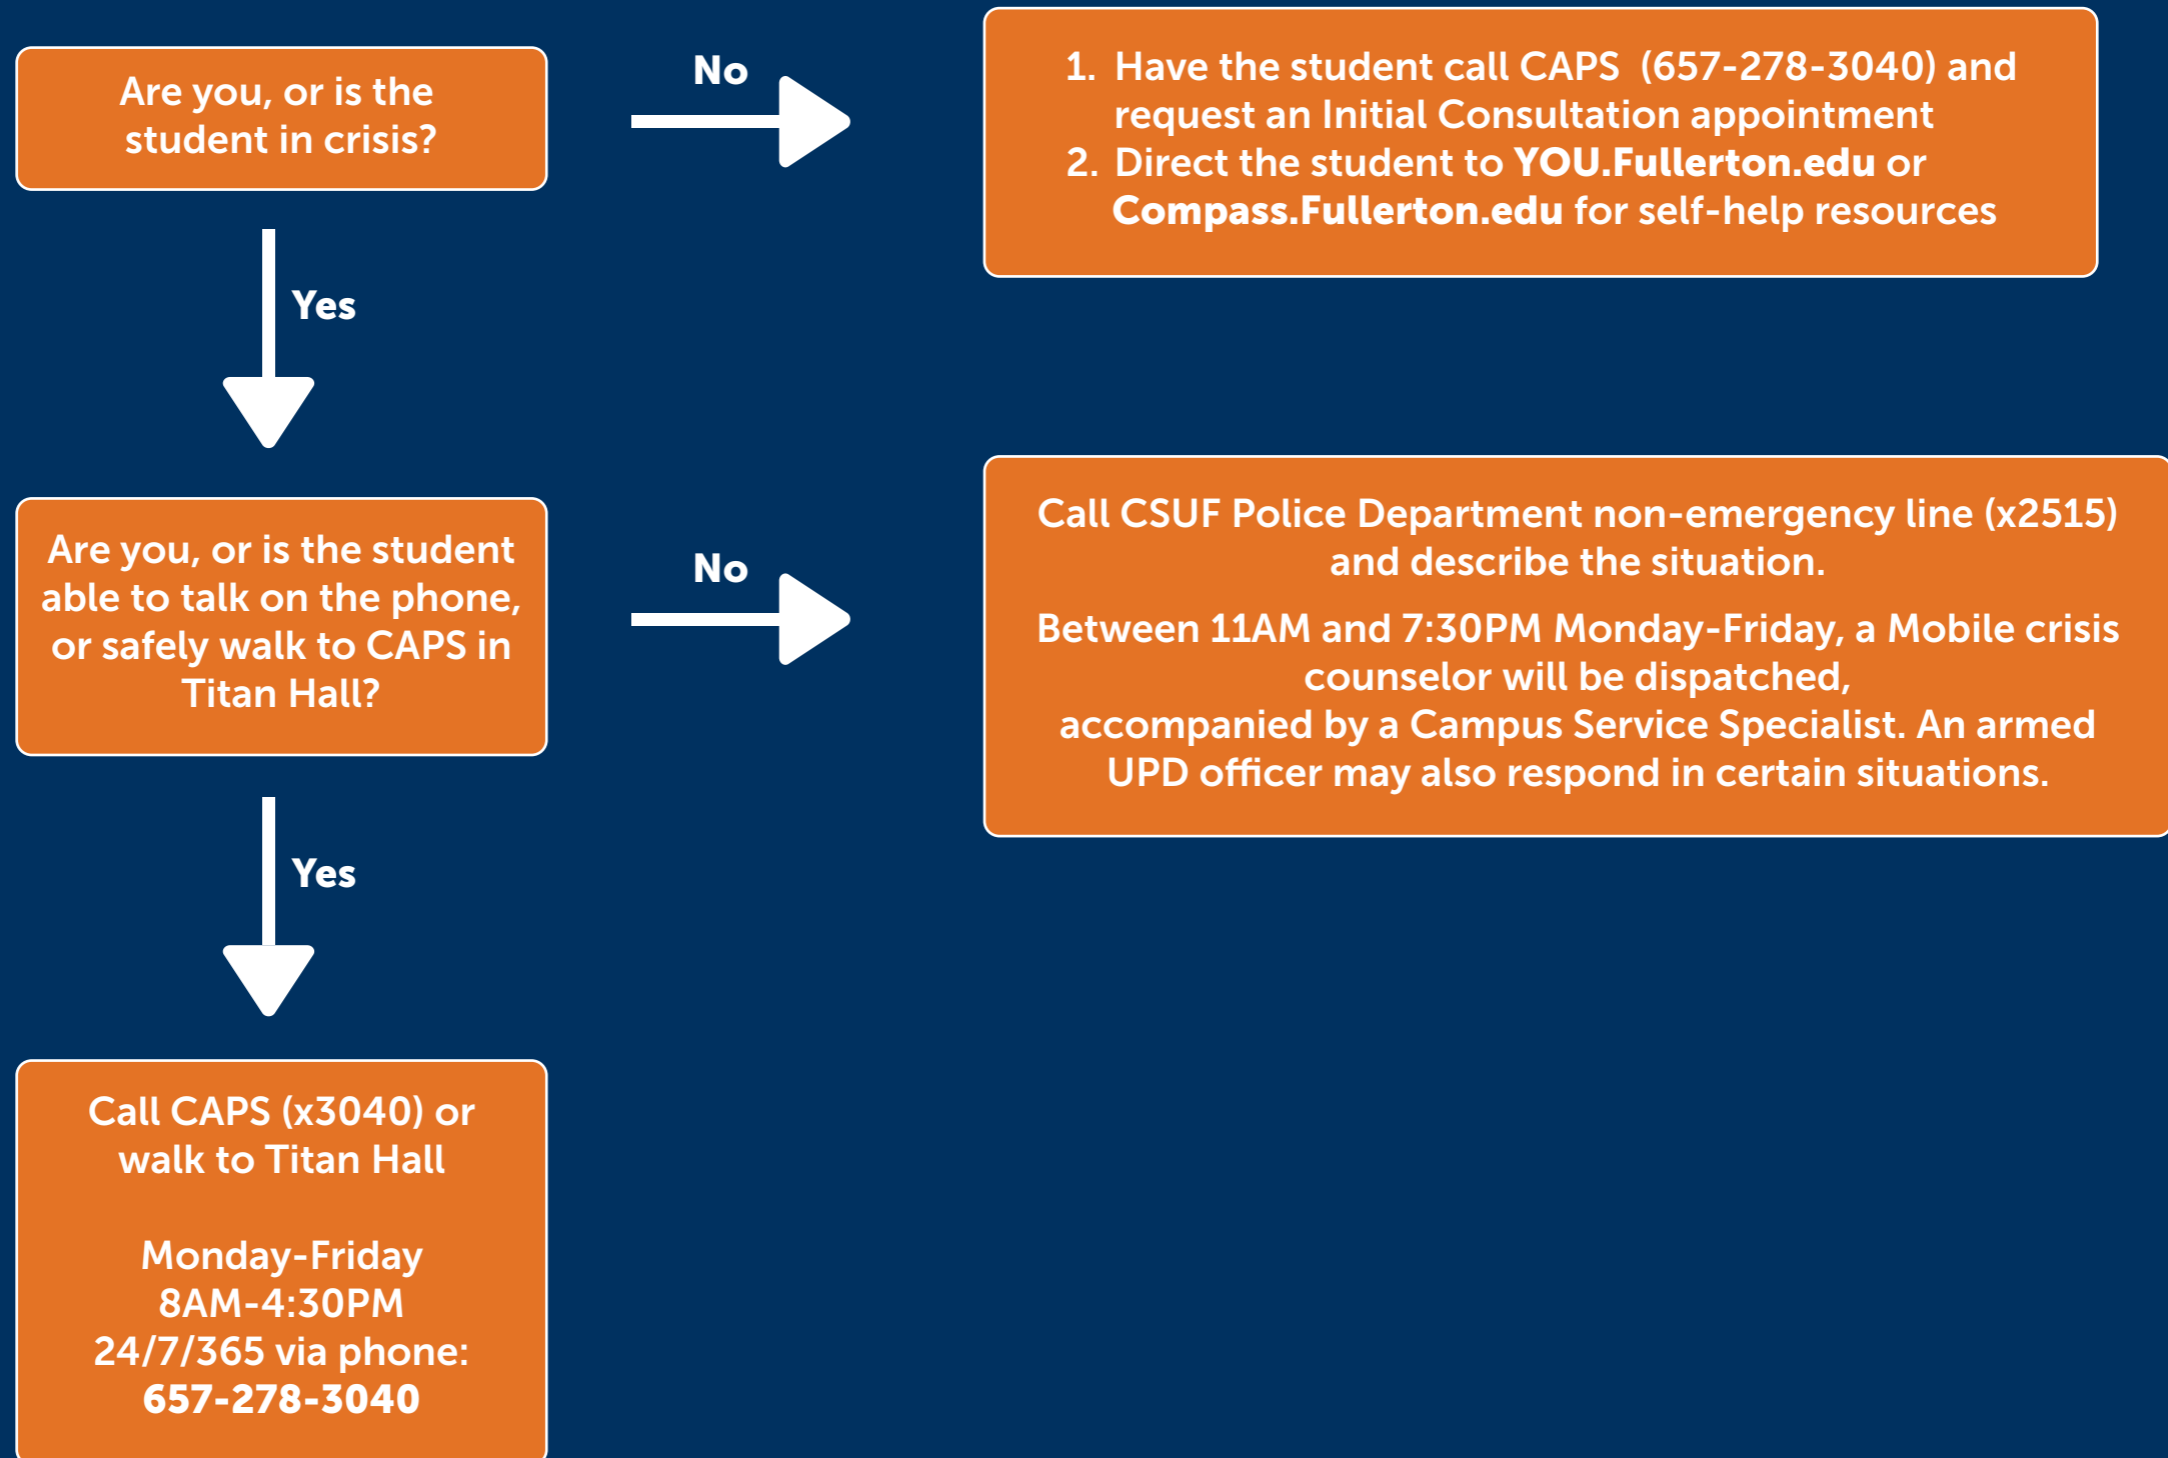 Are you, or is the
student in crisis?
No
1. Have the student call CAPS (657-278-3040) and
request an Initial Consultation appointment
2. Direct the student to YOU.Fullerton.edu or
Compass.Fullerton.edu for self-help resources
Yes
Are you, or is the student
able to talk on the phone,
or safely walk to CAPS in
Titan Hall?
No
Call CSUF Police Department non-emergency line (x2515)
and describe the situation.
Between 11AM and 7:30PM Monday-Friday, a Mobile crisis
counselor will be dispatched,
accompanied by a Campus Service Specialist. An armed
UPD officer may also respond in certain situations.
Yes
Call CAPS (x3040) or
walk to Titan Hall
Monday-Friday
8AM-4:30PM
24/7/365 via phone:
657-278-3040